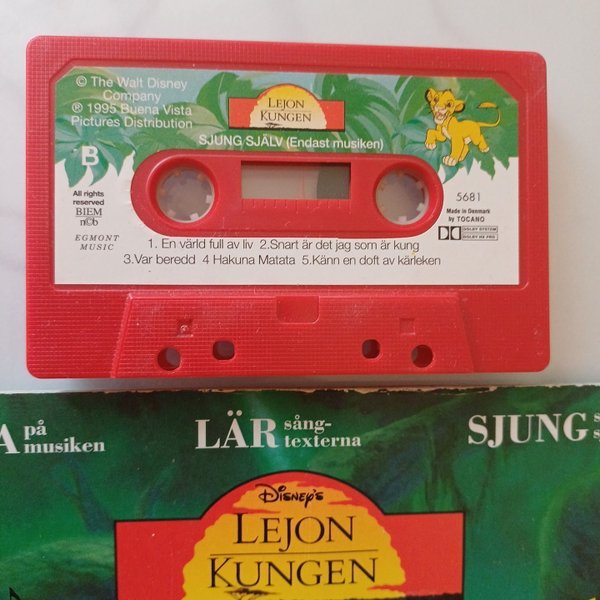 © The Walt Disney
Company
℗ 1995 Buena Vista
Pictures Distribution
LEJON
KUNGEN
SJUNG SJÄLV (Endast musiken)
B
All rights
reserved
BIEM
n©b
EGMONT
MUSIC
5681
Made in Denmark
by TOCANO
DOLBY SYSTEM
DOLBY HX PRO
1. En värld full av liv 2.Snart är det jag som är kung
3.Var beredd 4 Hakuna Matata 5.Känn en doft av kärleken
A på
musiken
LÄR sång-
texterna
SJUNG s
s
Disney's
LEJON
KUNGEN